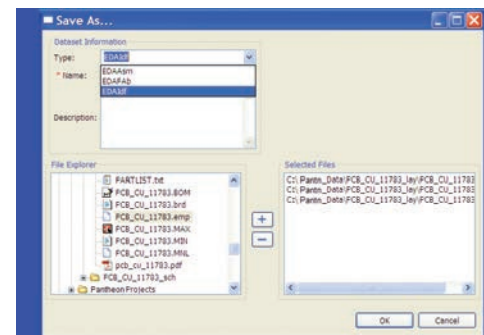 Save As...
Dataset Information
Type:
EDAIdf
* Name:
EDAAsm
EDAFAb
EDAIdf
Description:
File Explorer
PARTLIST.txt
PCB_CU_11783.BOM
PCB_CU_11783.brd
PCB_CU_11783.emp
PCB_CU_11783.MAX
PCB_CU_11783.MIN
PCB_CU_11783.MNL
pcb_cu_11783.pdf
PCB_CU_11783_sch
PantheonProjects
Selected Files
C:\ Pantn_Data\PCB_CU_11783_lay\PCB_CU_11783
C:\ Pantn_Data\PCB_CU_11783_lay\PCB_CU_11783
C:\ Pantn_Data\PCB_CU_11783_lay\PCB_CU_11783
OK
Cancel